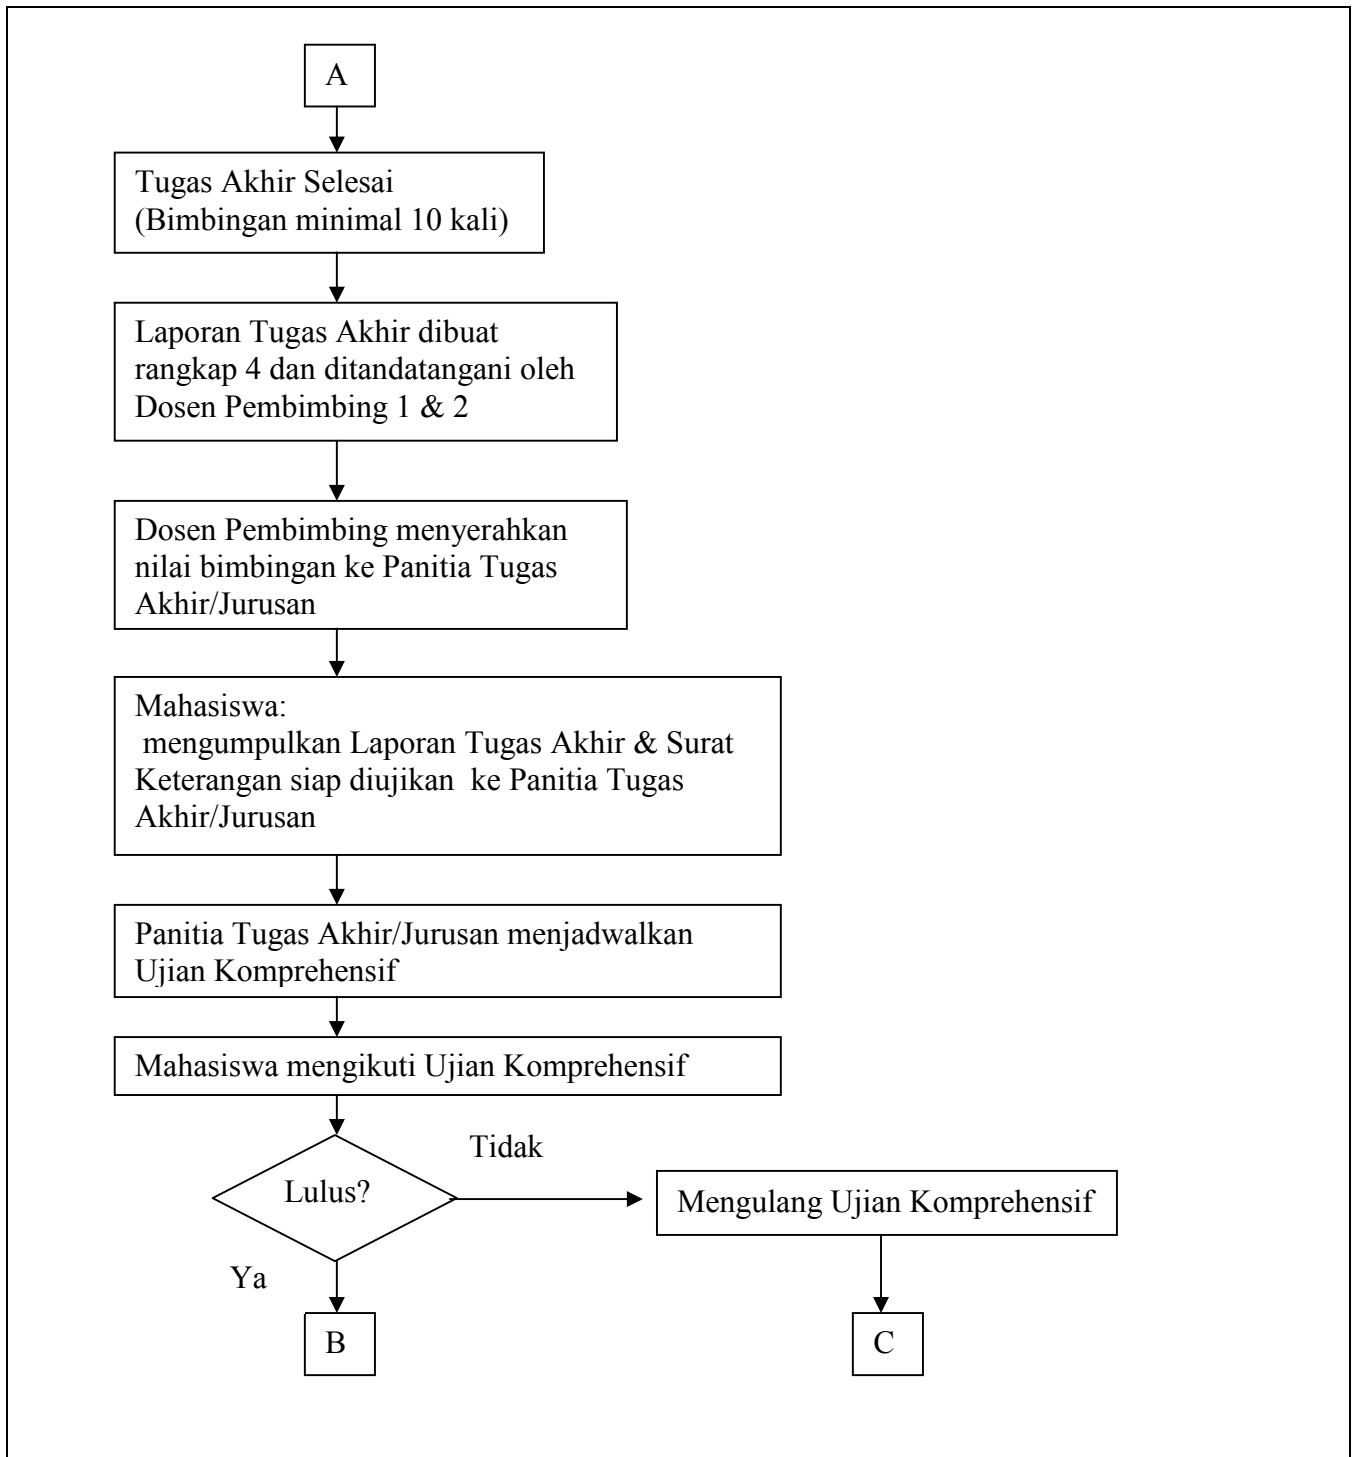 A
Tugas Akhir Selesai
(Bimbingan minimal 10 kali)
Laporan Tugas Akhir dibuat
rangkap 4 dan ditandatangani oleh
Dosen Pembimbing 1 & 2
Dosen Pembimbing menyerahkan
nilai bimbingan ke Panitia Tugas
Akhir/Jurusan
Mahasiswa:
mengumpulkan Laporan Tugas Akhir & Surat
Keterangan siap diujikan ke Panitia Tugas
Akhir/Jurusan
Panitia Tugas Akhir/Jurusan menjadwalkan
Ujian Komprehensif
Mahasiswa mengikuti Ujian Komprehensif
Tidak
Lulus?
Mengulang Ujian Komprehensif
Ya
B
C